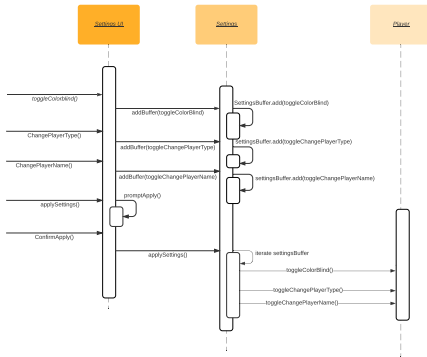 Settings UI
Settings
Player
toggleColorblind()
addBuffer(toggleColorBlind)
SettingsBuffer.add(toggleColorBlind)
ChangePlayerType()
addBuffer(toggleChangePlayerType)
settingsBuffer.add(toggleChangePlayerType)
ChangePlayerName()
addBuffer(toggleChangePlayerName)
settingsBuffer.add(toggleChangePlayerName)
promptApply()
applySettings()
ConfirmApply()
applySettings()
iterate settingsBuffer
toggleColorBlind()
toggleChangePlayerType()
toggleChangePlayerName()